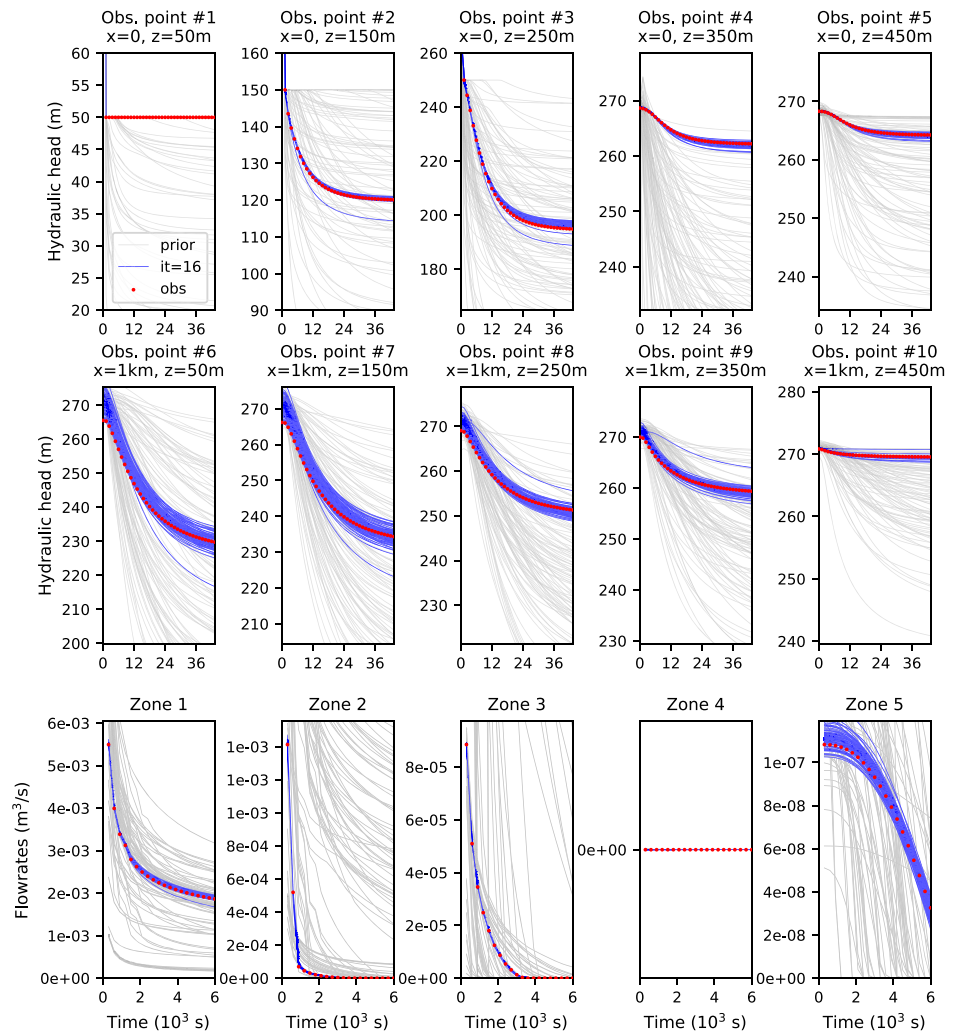 Obs. point #1 Obs. point #2 Obs. point #3 Obs. point #4 Obs. point #5
x=0, z=50m x=0, z=150m x=0, z=250m x=0, z=350m x=0, z=450m
Hydraulic head (m)
60
55
50
45
40
35
30
25
20
0 12 24 36
prior
it=16
obs
160
150
140
130
120
110
100
90
0 12 24 36
260
240
220
200
180
0 12 24 36
270
260
250
240
0 12 24 36
270
265
260
255
250
245
240
235
0 12 24 36
Obs. point #6 Obs. point #7 Obs. point #8 Obs. point #9 Obs. point #10
x=1km, z=50m x=1km, z=150m x=1km, z=250m x=1km, z=350m x=1km, z=450m
Hydraulic head (m)
270
260
250
240
230
220
210
200
0 12 24 36
270
260
250
240
230
220
210
0 12 24 36
270
260
250
240
230
220
0 12 24 36
270
260
250
240
230
0 12 24 36
280
270
260
250
240
0 12 24 36
Zone 1 Zone 2 Zone 3 Zone 4 Zone 5
Flowrates (m³/s)
6e-03
5e-03
4e-03
3e-03
2e-03
1e-03
0e+00
0 2 4 6
Time (10³ s)
1e-03
1e-03
1e-03
8e-04
6e-04
4e-04
2e-04
0e+00
0 2 4 6
Time (10³ s)
8e-05
6e-05
4e-05
2e-05
0e+00
0 2 4 6
Time (10³ s)
0e+00
0 2 4 6
Time (10³ s)
1e-07
8e-08
6e-08
4e-08
2e-08
0e+00
0 2 4 6
Time (10³ s)